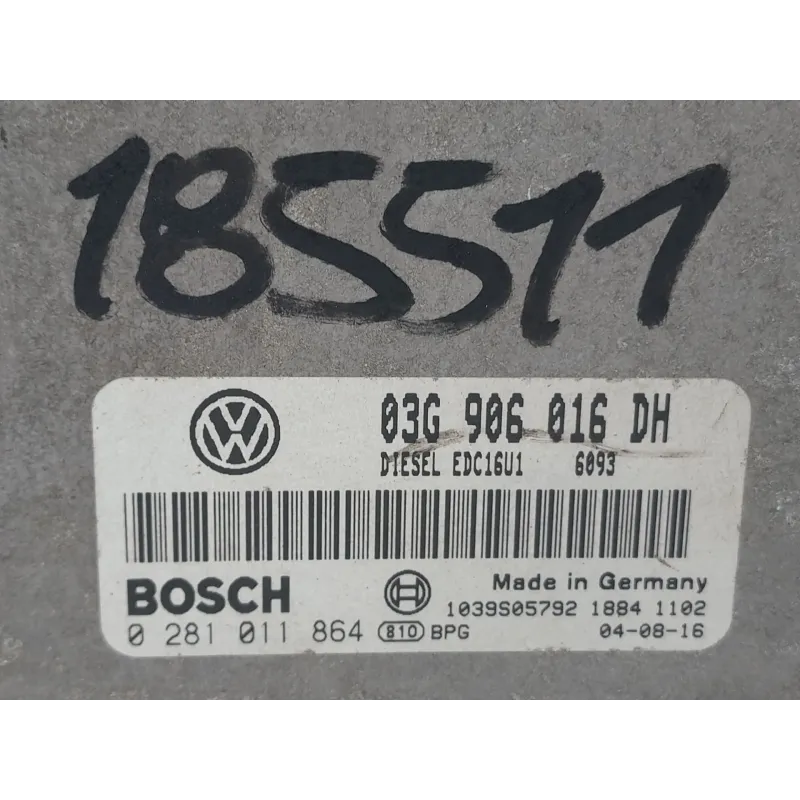 185511
VW
03G 906 016 DH
DIESEL EDC16U1 6093
BOSCH
Made in Germany
1039S05792 1884 1102
0 281 011 864 810 BPG 04-08-16